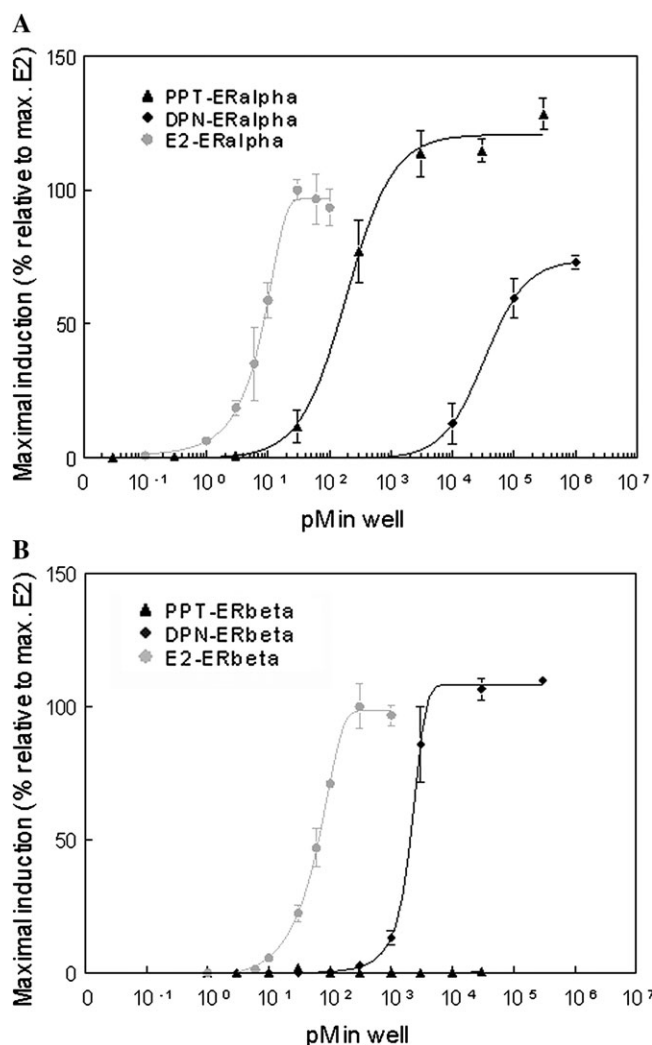 A
Maximal induction (% relative to max. E2)
150
100
50
0
PPT-ERalpha
DPN-ERalpha
E2-ERalpha
0 10⁻¹ 10⁰ 10¹ 10² 10³ 10⁴ 10⁵ 10⁶ 10⁷
pM in well
B
Maximal induction (% relative to max. E2)
150
100
50
0
PPT-ERbeta
DPN-ERbeta
E2-ERbeta
0 10⁻¹ 10⁰ 10¹ 10² 10³ 10⁴ 10⁵ 10⁶ 10⁷
pM in well